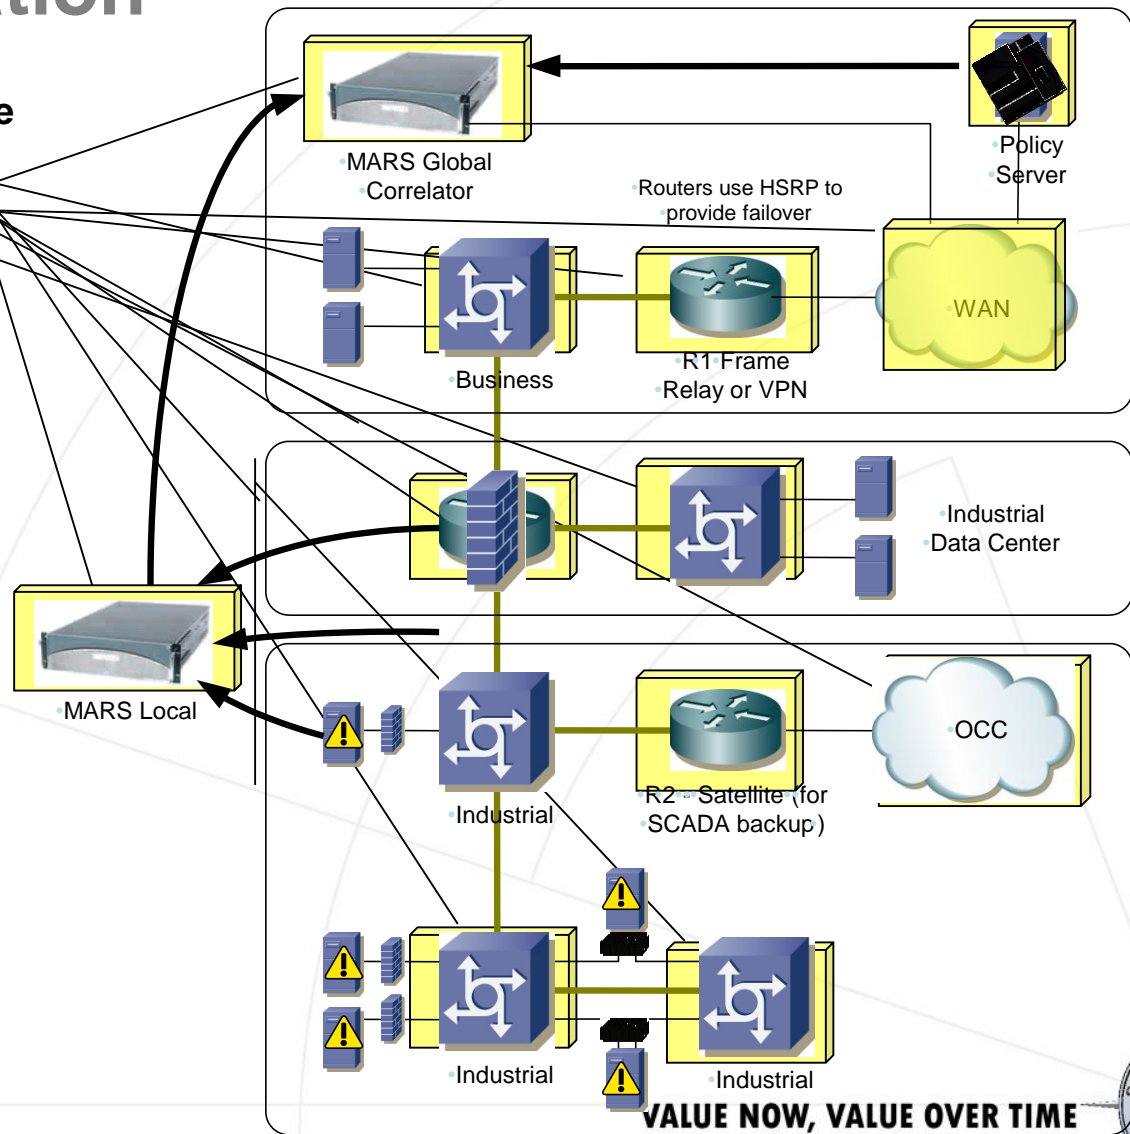 MARS Global
Correlator
Policy
Server
Routers use HSRP to
provide failover
WAN
R1 Frame
Relay or VPN
Business
Industrial
Data Center
MARS Local
OCC
Industrial
R2 - Satellite (for
SCADA backup)
Industrial
Industrial
VALUE NOW, VALUE OVER TIME